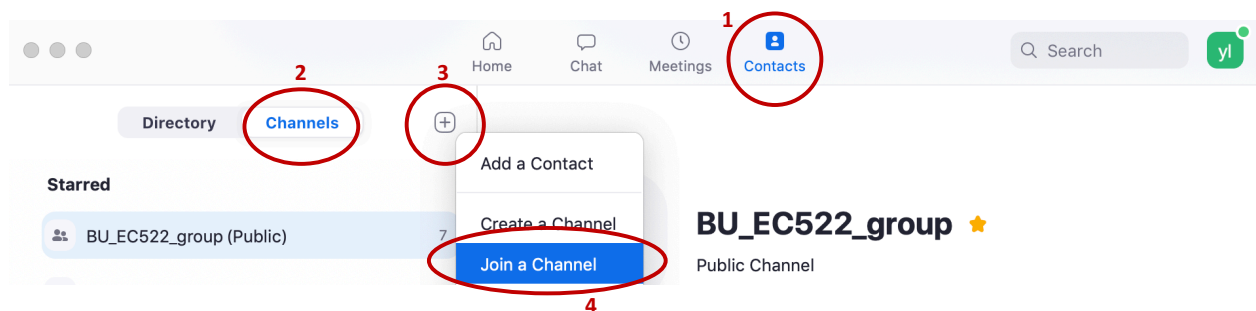 1
Home Chat Meetings Contacts Search yl
2 3
Directory Channels
Add a Contact
Starred
Create a Channel
BU_EC522_group (Public) 7
BU_EC522_group
Join a Channel
Public Channel
4